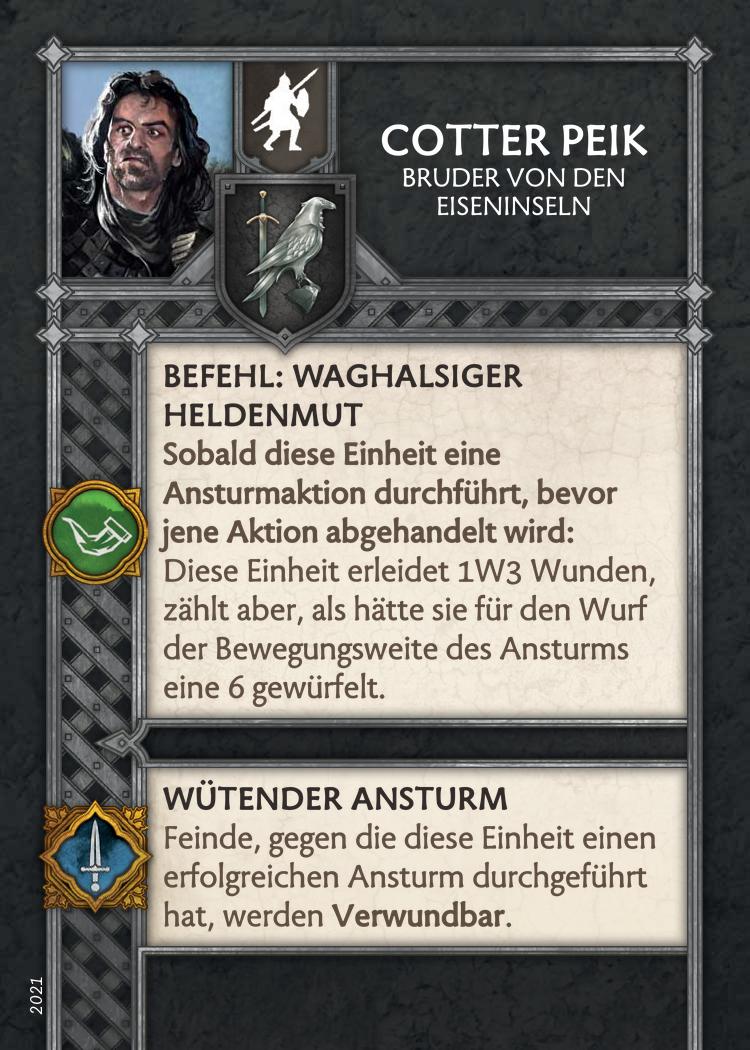 COTTER PEIK
BRUDER VON DEN
EISENINSELN
BEFEHL: WAGHALSIGER
HELDENMUT
Sobald diese Einheit eine
Ansturmaktion durchführt, bevor
jene Aktion abgehandelt wird:
Diese Einheit erleidet 1W3 Wunden,
zählt aber, als hätte sie für den Wurf
der Bewegungsweite des Ansturms
eine 6 gewürfelt.
WÜTENDER ANSTURM
Feinde, gegen die diese Einheit einen
erfolgreichen Ansturm durchgeführt
hat, werden Verwundbar.
2021